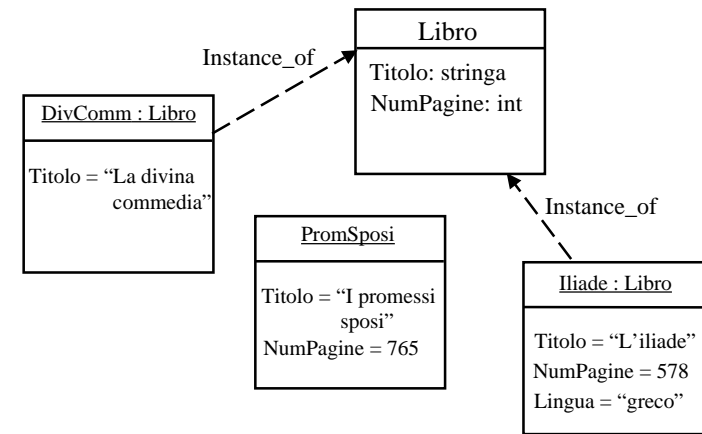 Libro
Instance_of
Titolo: stringa
NumPagine: int
DivComm : Libro
Titolo = “La divina
commedia”
Instance_of
PromSposi
Titolo = “I promessi
sposi”
NumPagine = 765
Iliade : Libro
Titolo = “L’iliade”
NumPagine = 578
Lingua = “greco”